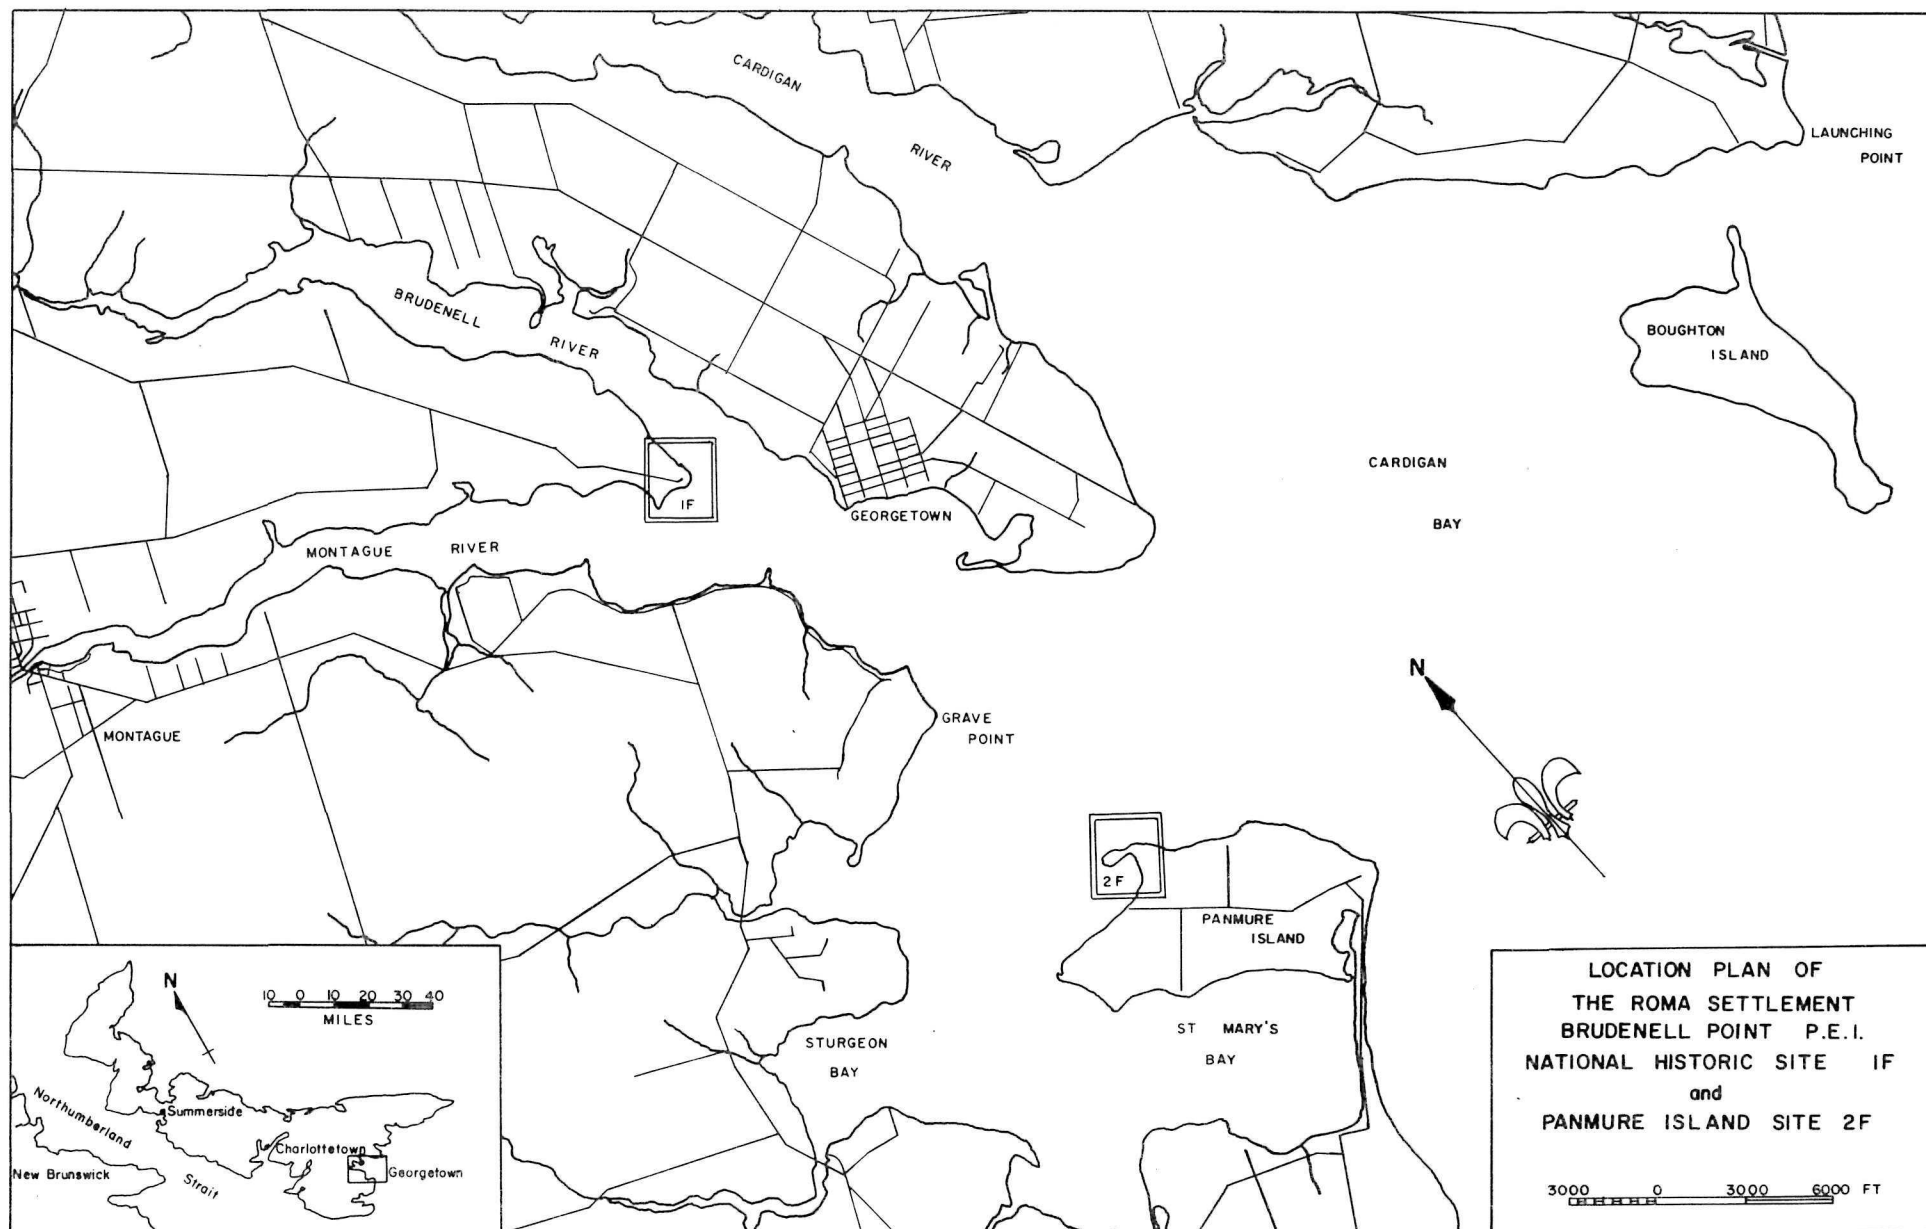 CARDIGAN
RIVER
LAUNCHING
POINT
BRUDENELL
RIVER
BOUGHTON
ISLAND
CARDIGAN
BAY
1F
GEORGETOWN
MONTAGUE RIVER
N
GRAVE
POINT
MONTAGUE
2F
PANMURE
ISLAND
STURGEON
BAY
ST MARY'S
BAY
N
10 0 10 20 30 40
MILES
Northumberland
Strait
Summerside
Charlottetown
Georgetown
New Brunswick
LOCATION PLAN OF
THE ROMA SETTLEMENT
BRUDENELL POINT P.E.I.
NATIONAL HISTORIC SITE 1F
and
PANMURE ISLAND SITE 2F
3000 0 3000 6000 FT